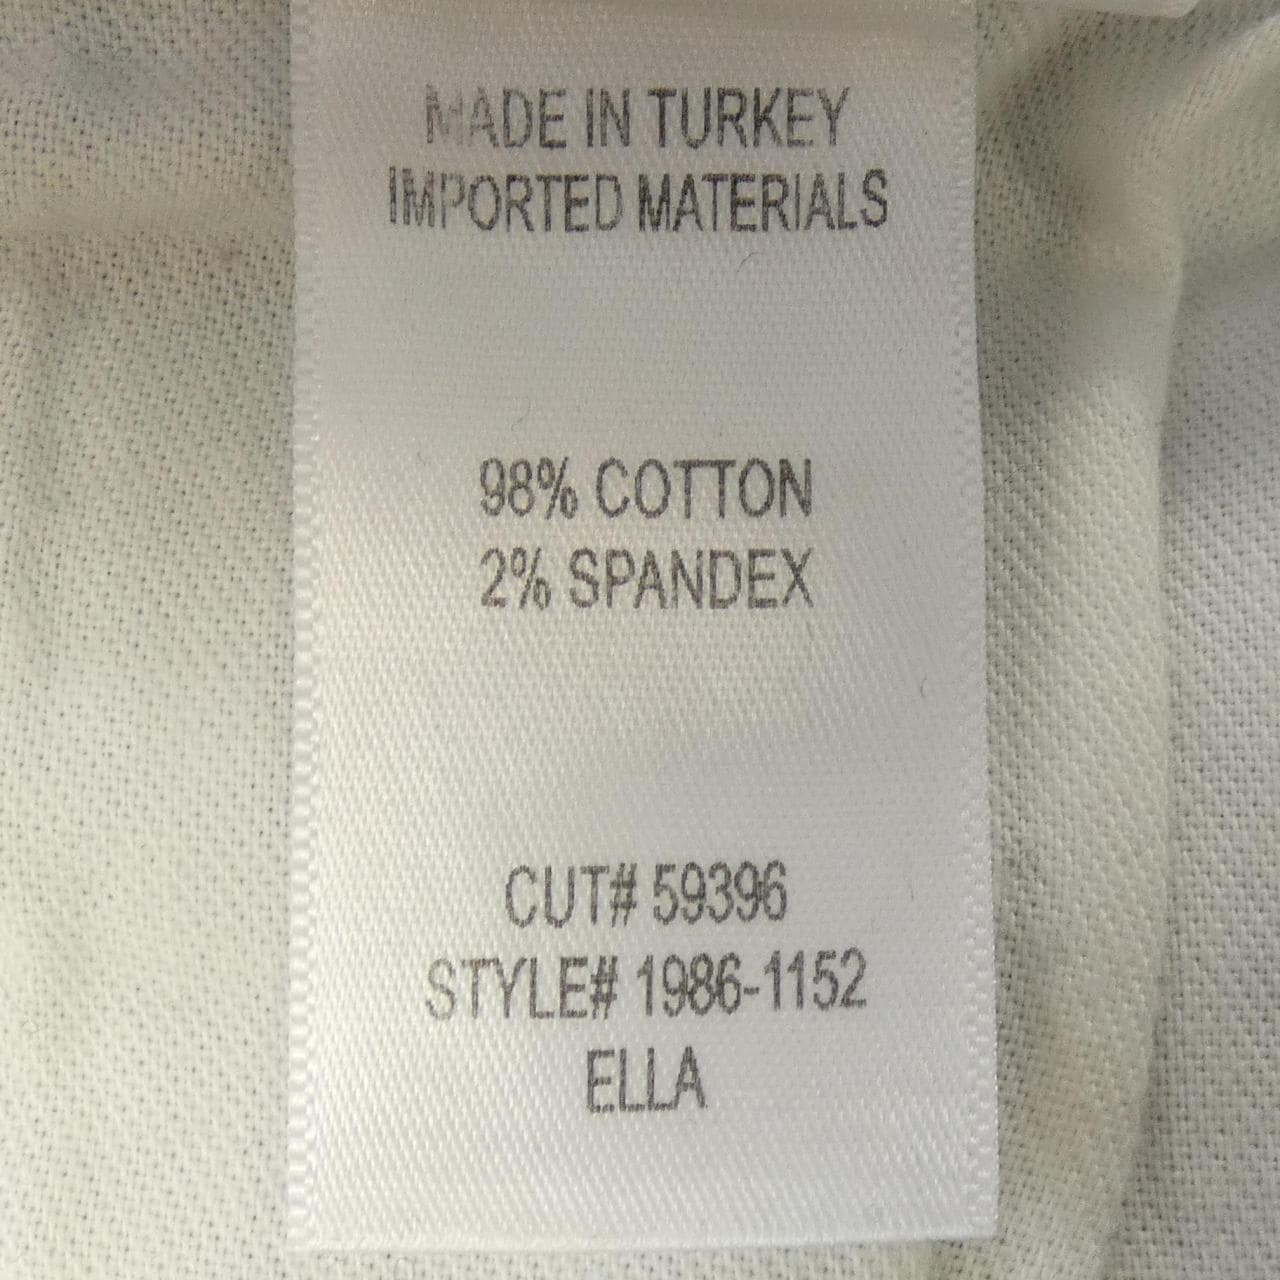 MADE IN TURKEY
IMPORTED MATERIALS
98% COTTON
2% SPANDEX
CUT# 59396
STYLE# 1986-1152
ELLA